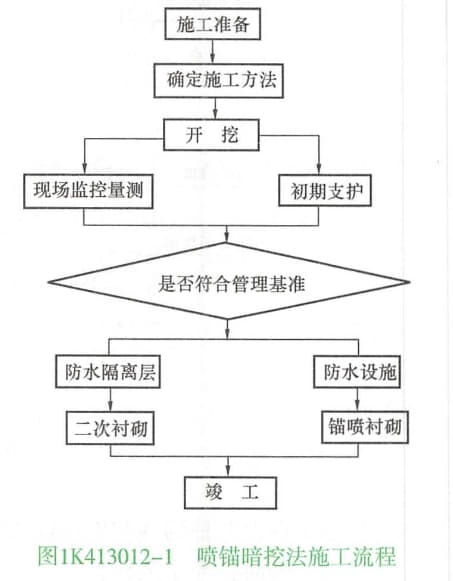 施工准备
确定施工方法
开 挖
现场监控量测
初期支护
是否符合管理基准
防水隔离层
防水设施
二次衬砌
锚喷衬砌
竣 工
图1K413012-1 喷锚暗挖法施工流程